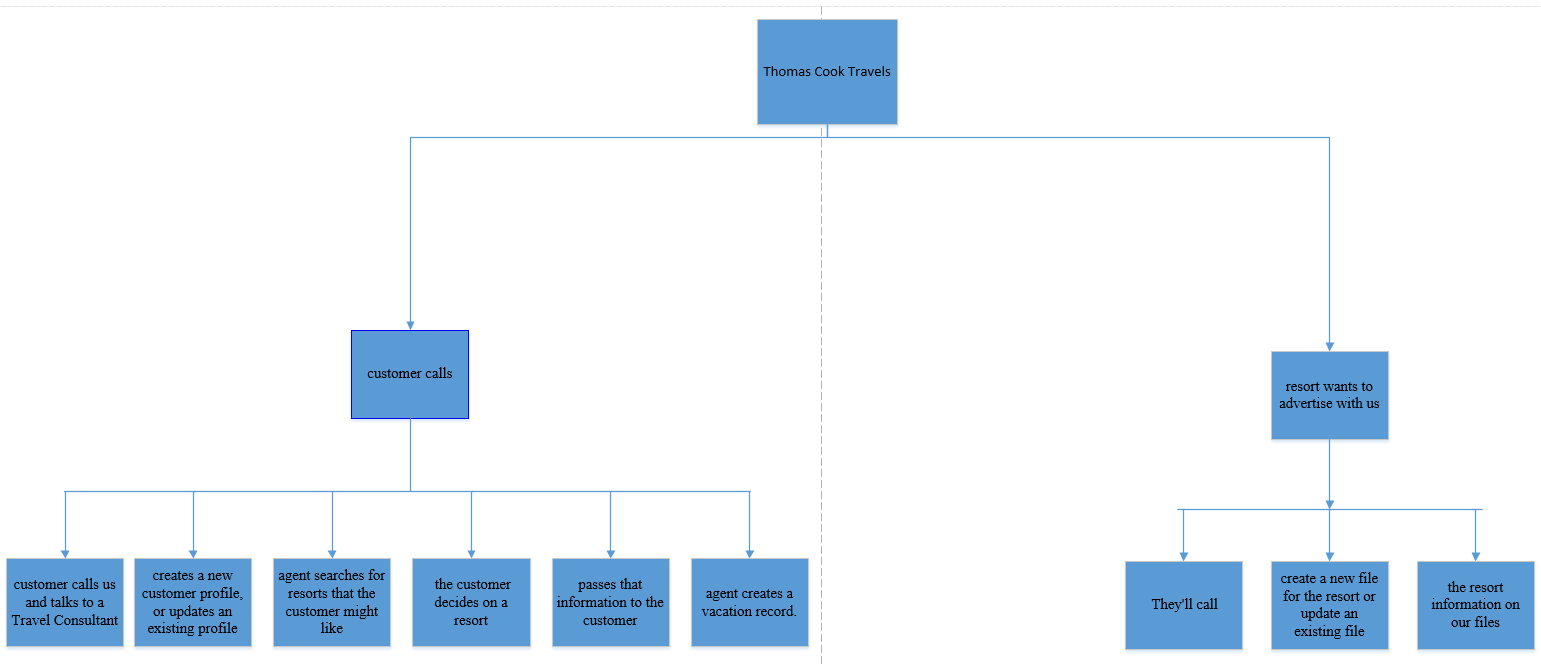 Thomas Cook Travels
customer calls
resort wants to
advertise with us
customer calls us
and talks to a
Travel Consultant
creates a new
customer profile,
or updates an
existing profile
agent searches for
resorts that the
customer might
like
the customer
decides on a
resort
passes that
information to the
customer
agent creates a
vacation record.
They'll call
create a new file
for the resort or
update an
existing file
the resort
information on
our files